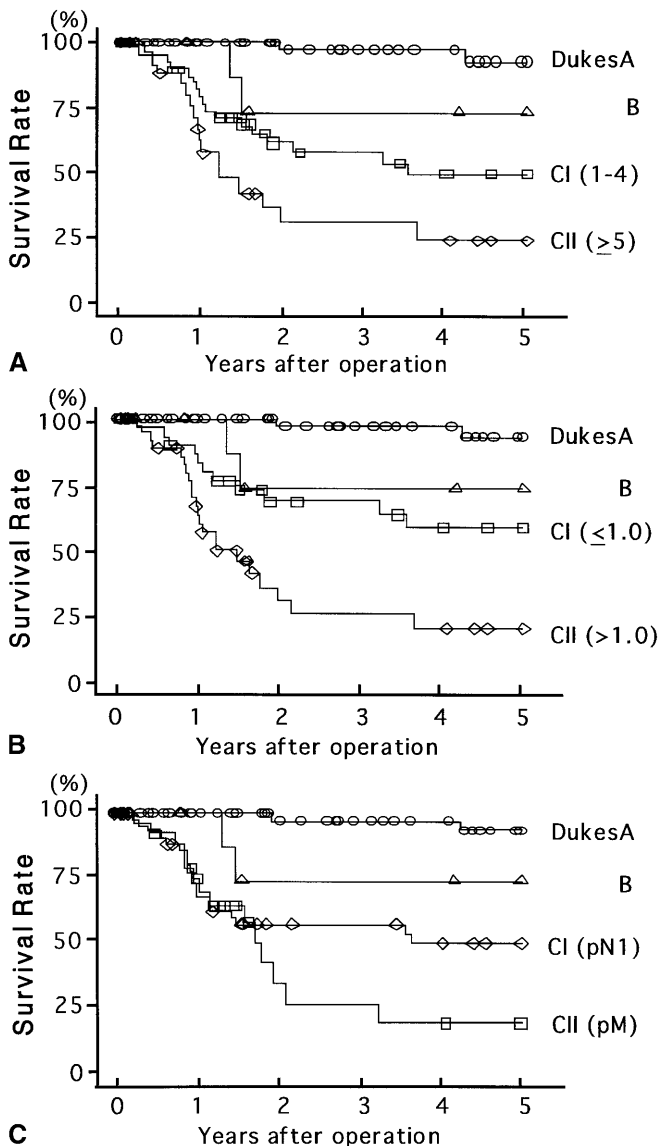 (%)
100
DukesA
75
B
50
CI (1-4)
25
CII (≥5)
0
Survival Rate
0 1 2 3 4 5
A
Years after operation
(%)
100
DukesA
75
B
CI (≤1.0)
50
25
CII (>1.0)
0
Survival Rate
0 1 2 3 4 5
B
Years after operation
(%)
100
DukesA
75
B
50
CI (pN1)
25
CII (pM)
0
Survival Rate
0 1 2 3 4 5
C
Years after operation